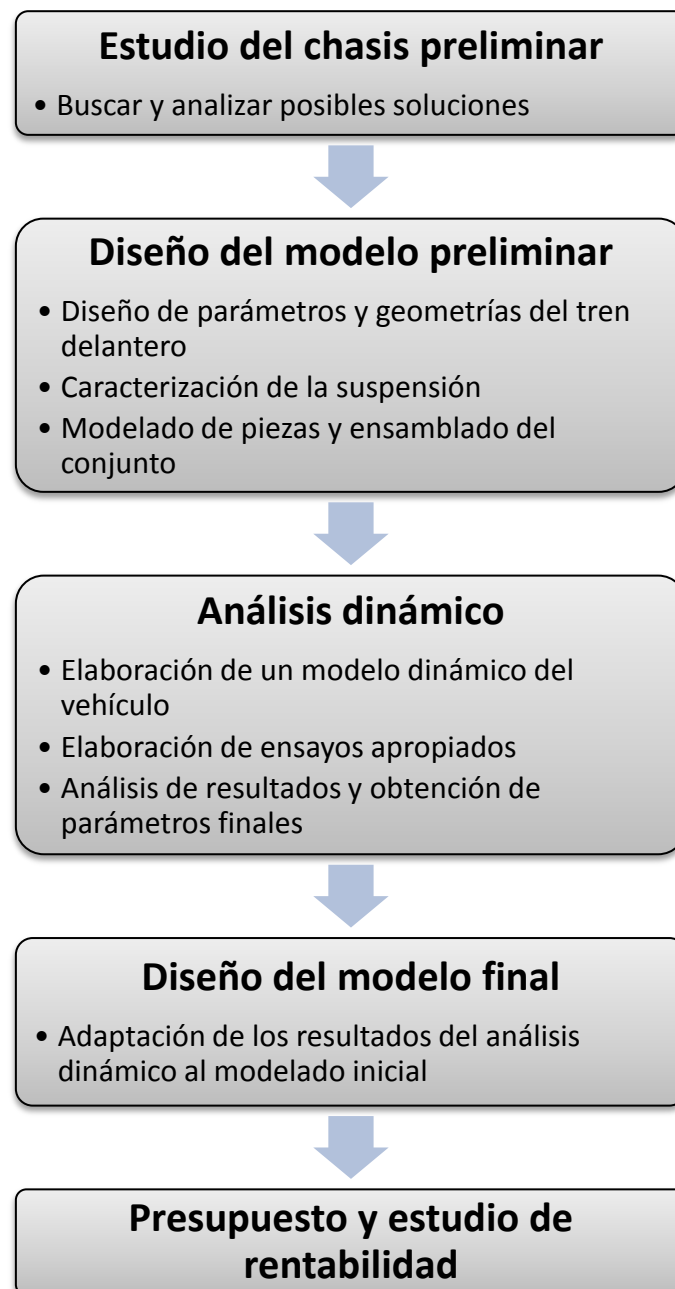 Estudio del chasis preliminar
• Buscar y analizar posibles soluciones
Diseño del modelo preliminar
• Diseño de parámetros y geometrías del tren
delantero
• Caracterización de la suspensión
• Modelado de piezas y ensamblado del
conjunto
Análisis dinámico
• Elaboración de un modelo dinámico del
vehículo
• Elaboración de ensayos apropiados
• Análisis de resultados y obtención de
parámetros finales
Diseño del modelo final
• Adaptación de los resultados del análisis
dinámico al modelado inicial
Presupuesto y estudio de
rentabilidad